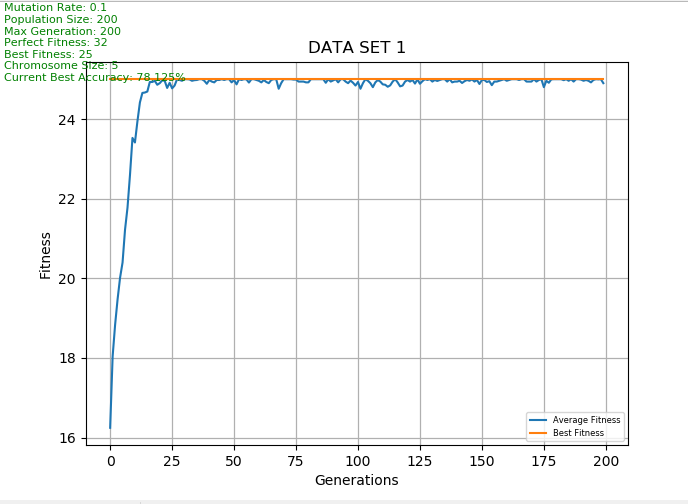 Mutation Rate: 0.1
Population Size: 200
Max Generation: 200
Perfect Fitness: 32
Best Fitness: 25
Chromosome Size: 5
Current Best Accuracy: 78.125%
DATA SET 1
Fitness
24
22
20
18
16
0 25 50 75 100 125 150 175 200
Generations
Average Fitness
Best Fitness